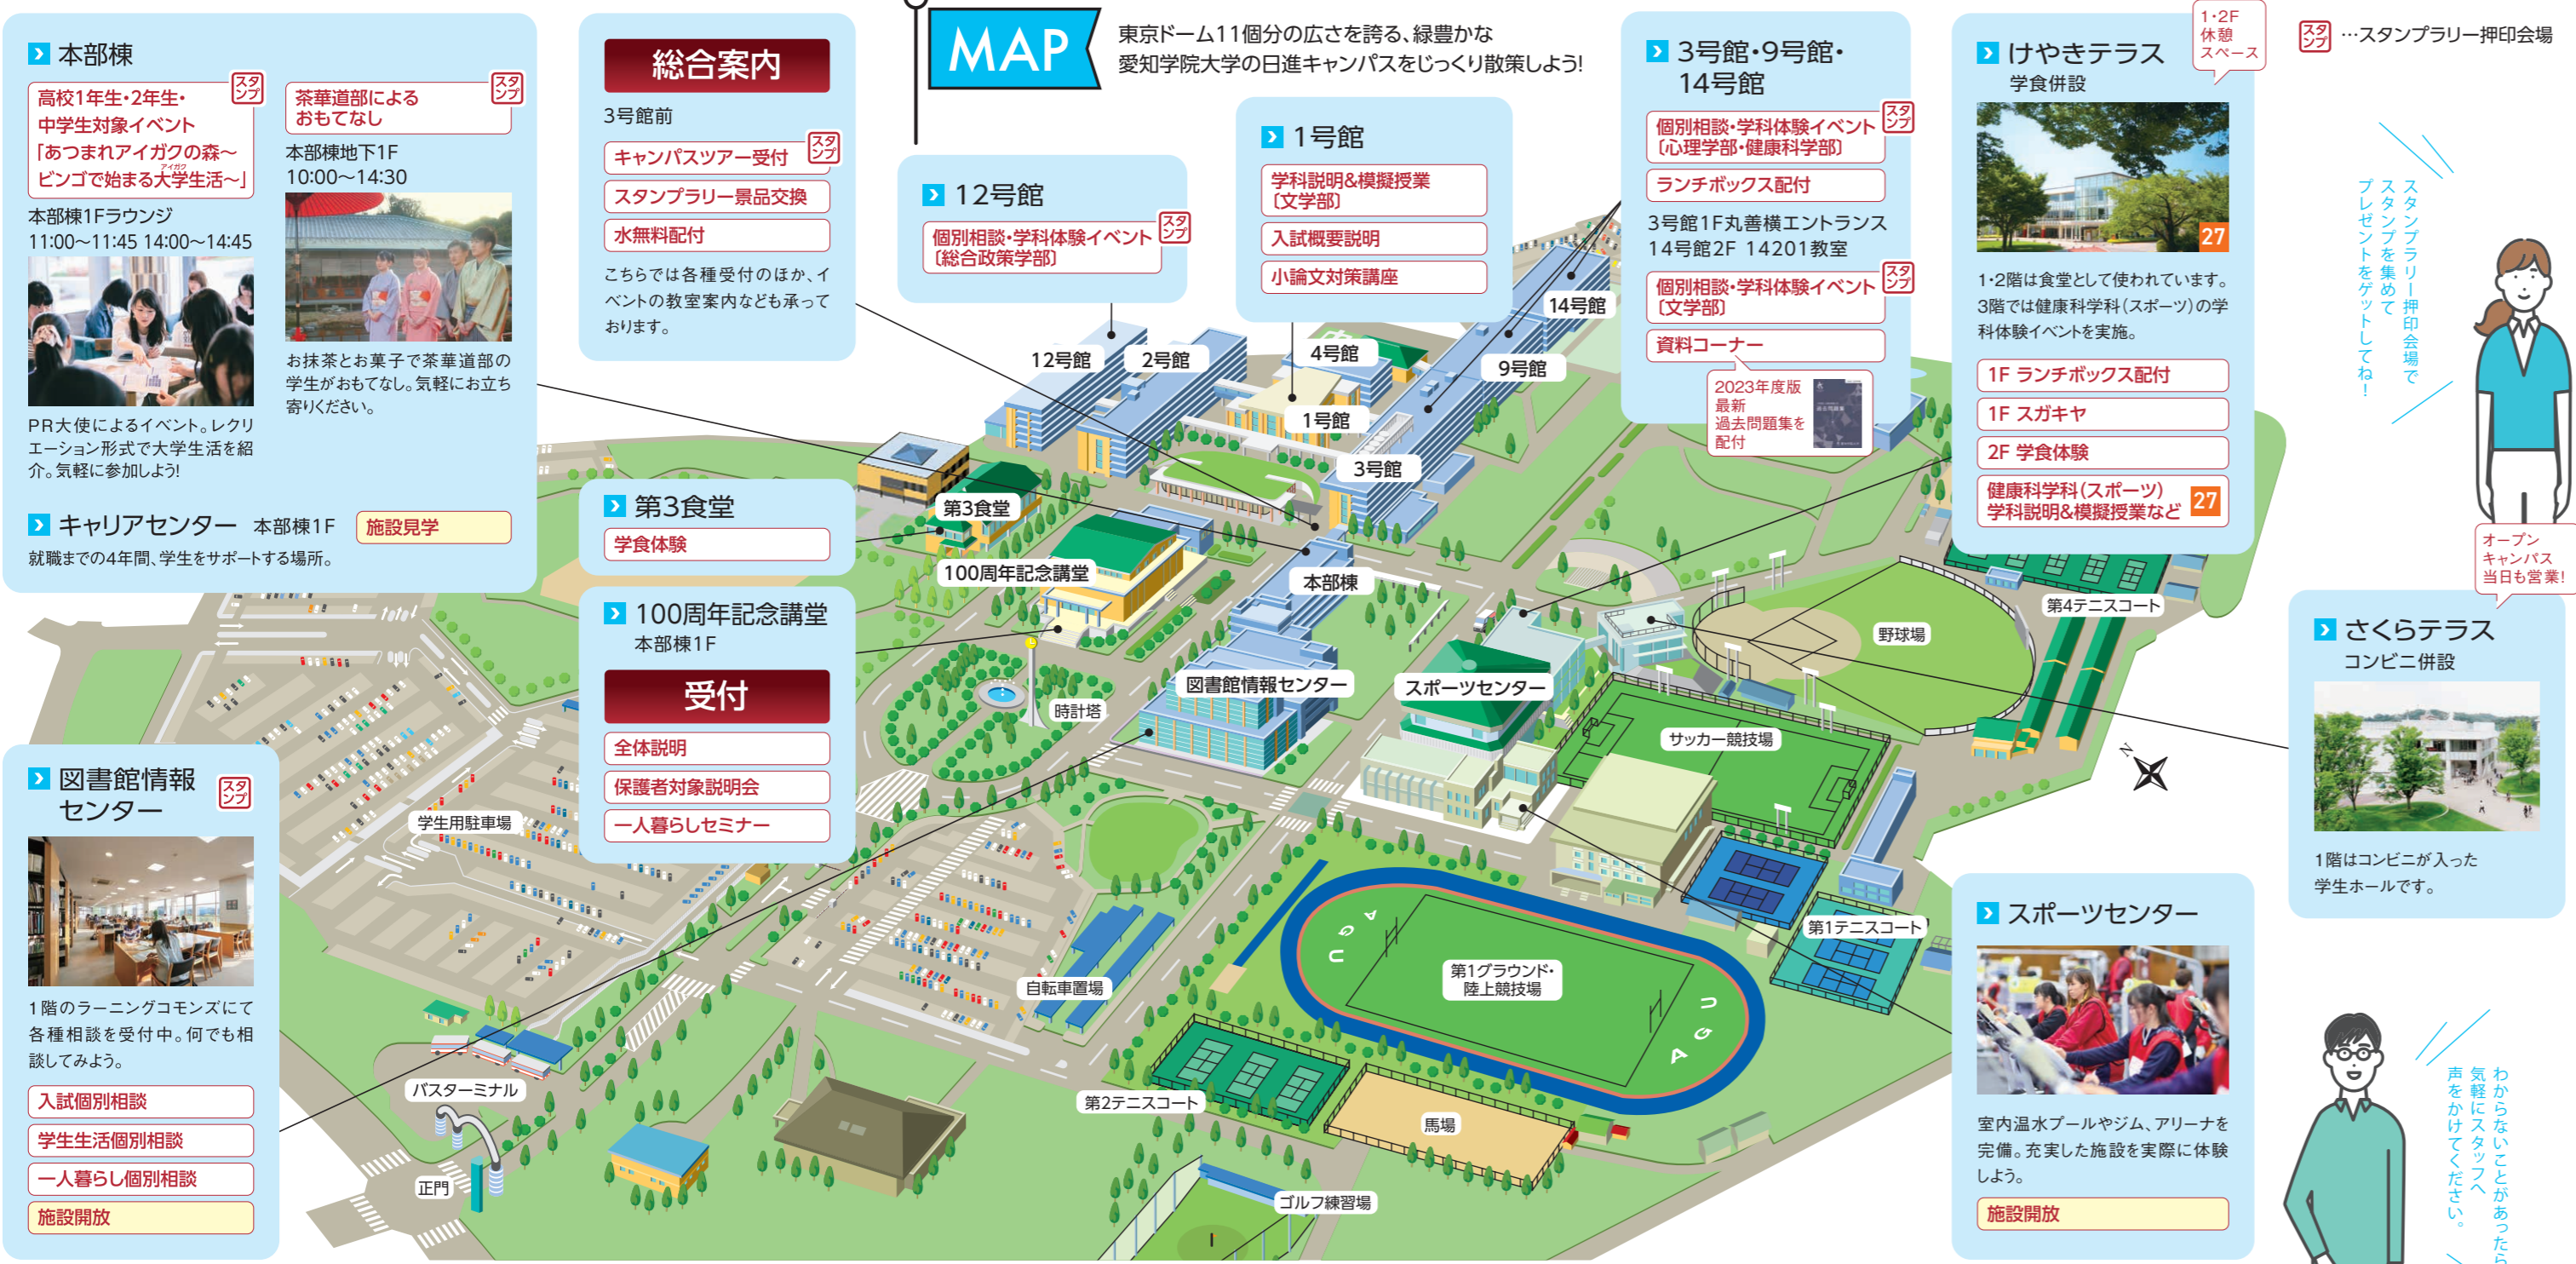 MAP
東京ドーム11個分の広さを誇る、緑豊かな
愛知学院大学の日進キャンパスをじっくり散策しよう!
スタンプ
…スタンプラリー押印会場
本部棟
スタンプ
高校1年生・2年生・
中学生対象イベント
「あつまれアイガクの森〜
アイガク
ビンゴで始まる大学生活〜」
本部棟1Fラウンジ
11:00〜11:45 14:00〜14:45
PR大使によるイベント。レクリ
エーション形式で大学生活を紹
介。気軽に参加しよう!
スタンプ
茶華道部による
おもてなし
本部棟地下1F
10:00〜14:30
お抹茶とお菓子で茶華道部の
学生がおもてなし。気軽にお立ち
寄りください。
キャリアセンター 本部棟1F
施設見学
就職までの4年間、学生をサポートする場所。
総合案内
3号館前
キャンパスツアー受付
スタンプ
スタンプラリー景品交換
水無料配付
こちらでは各種受付のほか、イ
ベントの教室案内なども承って
おります。
12号館
個別相談・学科体験イベント
〔総合政策学部〕
スタンプ
1号館
学科説明&模擬授業
〔文学部〕
入試概要説明
小論文対策講座
3号館・9号館・
14号館
個別相談・学科体験イベント
〔心理学部・健康科学部〕
スタンプ
ランチボックス配付
3号館1F丸善横エントランス
14号館2F 14201教室
個別相談・学科体験イベント
〔文学部〕
スタンプ
資料コーナー
2023年度版
最新
過去問題集を
配付
過去問題集
けやきテラス
学食併設
1・2F
休憩
スペース
27
1・2階は食堂として使われています。
3階では健康科学科(スポーツ)の学
科体験イベントを実施。
1F ランチボックス配付
1F スガキヤ
2F 学食体験
健康科学科(スポーツ)
学科説明&模擬授業など
27
スタンプラリー押印会場で
スタンプを集めて
プレゼントをゲットしてね!
第3食堂
学食体験
100周年記念講堂
本部棟1F
受付
全体説明
保護者対象説明会
一人暮らしセミナー
図書館情報
センター
スタンプ
1階のラーニングコモンズにて
各種相談を受付中。何でも相
談してみよう。
入試個別相談
学生生活個別相談
一人暮らし個別相談
施設開放
オープン
キャンパス
当日も営業!
さくらテラス
コンビニ併設
1階はコンビニが入った
学生ホールです。
スポーツセンター
室内温水プールやジム、アリーナを
完備。充実した施設を実際に体験
しよう。
施設開放
わからないことがあったら
気軽にスタッフへ
声をかけてください。
14号館
12号館
2号館
4号館
9号館
1号館
3号館
第3食堂
100周年記念講堂
本部棟
第4テニスコート
野球場
図書館情報センター
スポーツセンター
時計塔
サッカー競技場
N
学生用駐車場
第1テニスコート
AGU
第1グラウンド・
陸上競技場
AGU
自転車置場
バスターミナル
第2テニスコート
馬場
正門
ゴルフ練習場